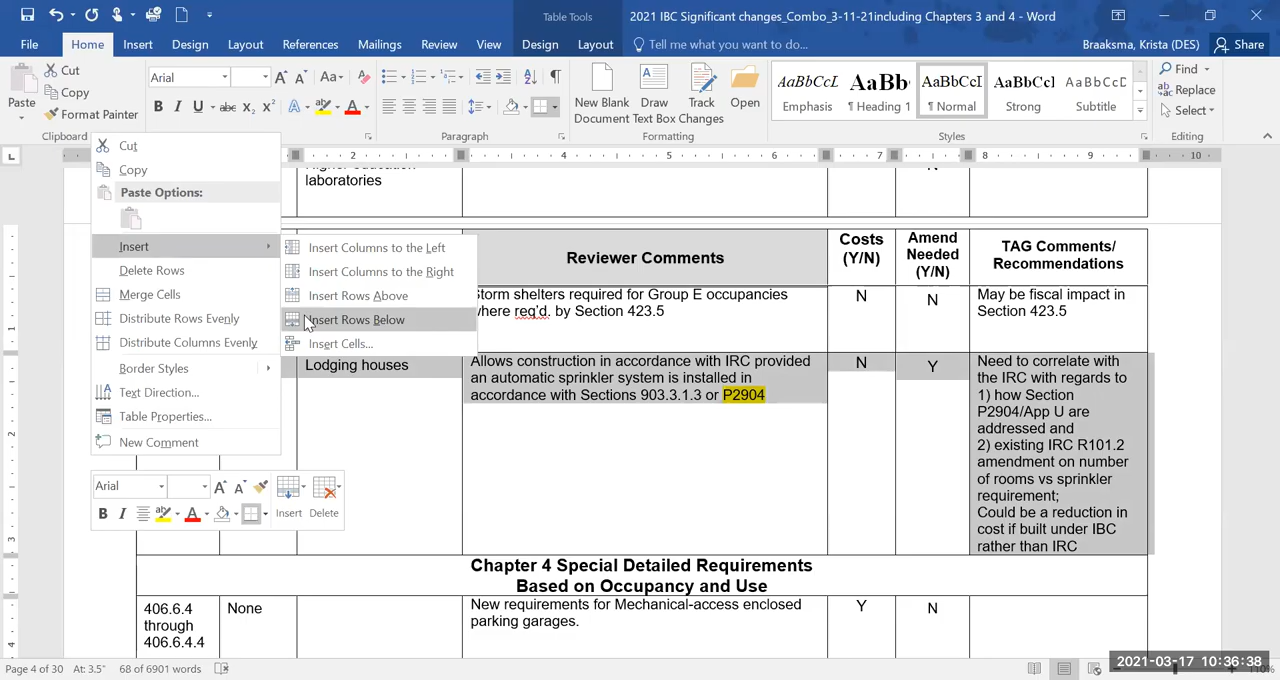 Table Tools
2021 IBC Significant changes_Combo_3-11-21including Chapters 3 and 4 - Word
File Home Insert Design Layout References Mailings Review View Design Layout Tell me what you want to do... Braaksma, Krista (DES) Share
Paste
Cut
Copy
Format Painter
Clipboard
Arial
Aa
Paragraph
New Blank Document
Draw Text Box
Track Changes
Open
Formatting
AaBbCcL Emphasis
AaBb( ¶ Heading 1
AaBbCcI ¶ Normal
AaBbCcl Strong
AaBbCcD Subtitle
Styles
Find
Replace
Select
Editing
2 4 5 6 7 8 9 10
laboratories
Reviewer Comments
Costs
(Y/N)
Amend
Needed
(Y/N)
TAG Comments/
Recommendations
Storm shelters required for Group E occupancies
where req'd. by Section 423.5
N
N
May be fiscal impact in
Section 423.5
Lodging houses
Allows construction in accordance with IRC provided
an automatic sprinkler system is installed in
accordance with Sections 903.3.1.3 or P2904
N
Y
Need to correlate with
the IRC with regards to
1) how Section
P2904/App U are
addressed and
2) existing IRC R101.2
amendment on number
of rooms vs sprinkler
requirement;
Could be a reduction in
cost if built under IBC
rather than IRC
Chapter 4 Special Detailed Requirements
Based on Occupancy and Use
406.6.4
through
406.6.4.4
None
New requirements for Mechanical-access enclosed
parking garages.
Y
N
Cut
Copy
Paste Options:
Insert
Delete Rows
Merge Cells
Distribute Rows Evenly
Distribute Columns Evenly
Border Styles
Text Direction...
Table Properties...
New Comment
Insert Columns to the Left
Insert Columns to the Right
Insert Rows Above
Insert Rows Below
Insert Cells...
Arial
B I
Insert Delete
Page 4 of 30 At: 3.5" 68 of 6901 words
2021-03-17 10:36:38